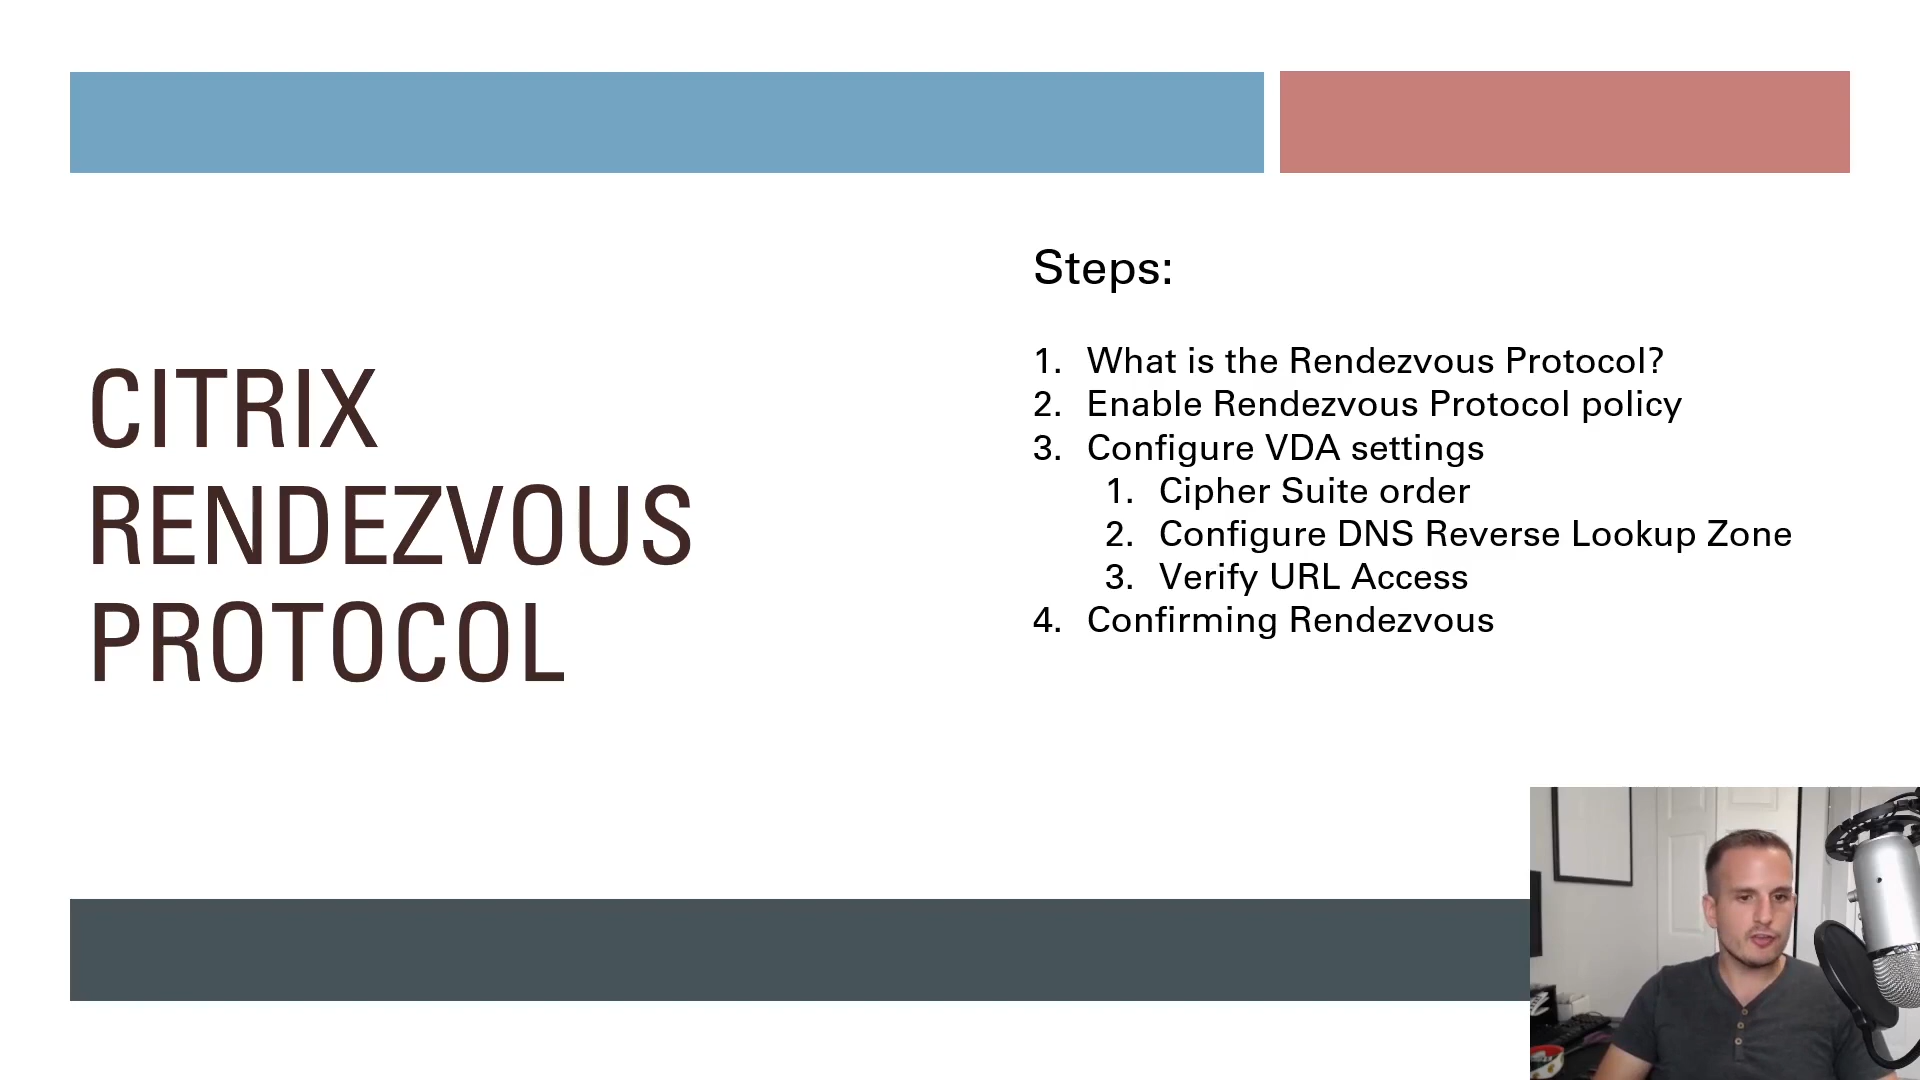 CITRIX
RENDEZVOUS
PROTOCOL
Steps:
1. What is the Rendezvous Protocol?
2. Enable Rendezvous Protocol policy
3. Configure VDA settings
1. Cipher Suite order
2. Configure DNS Reverse Lookup Zone
3. Verify URL Access
4. Confirming Rendezvous